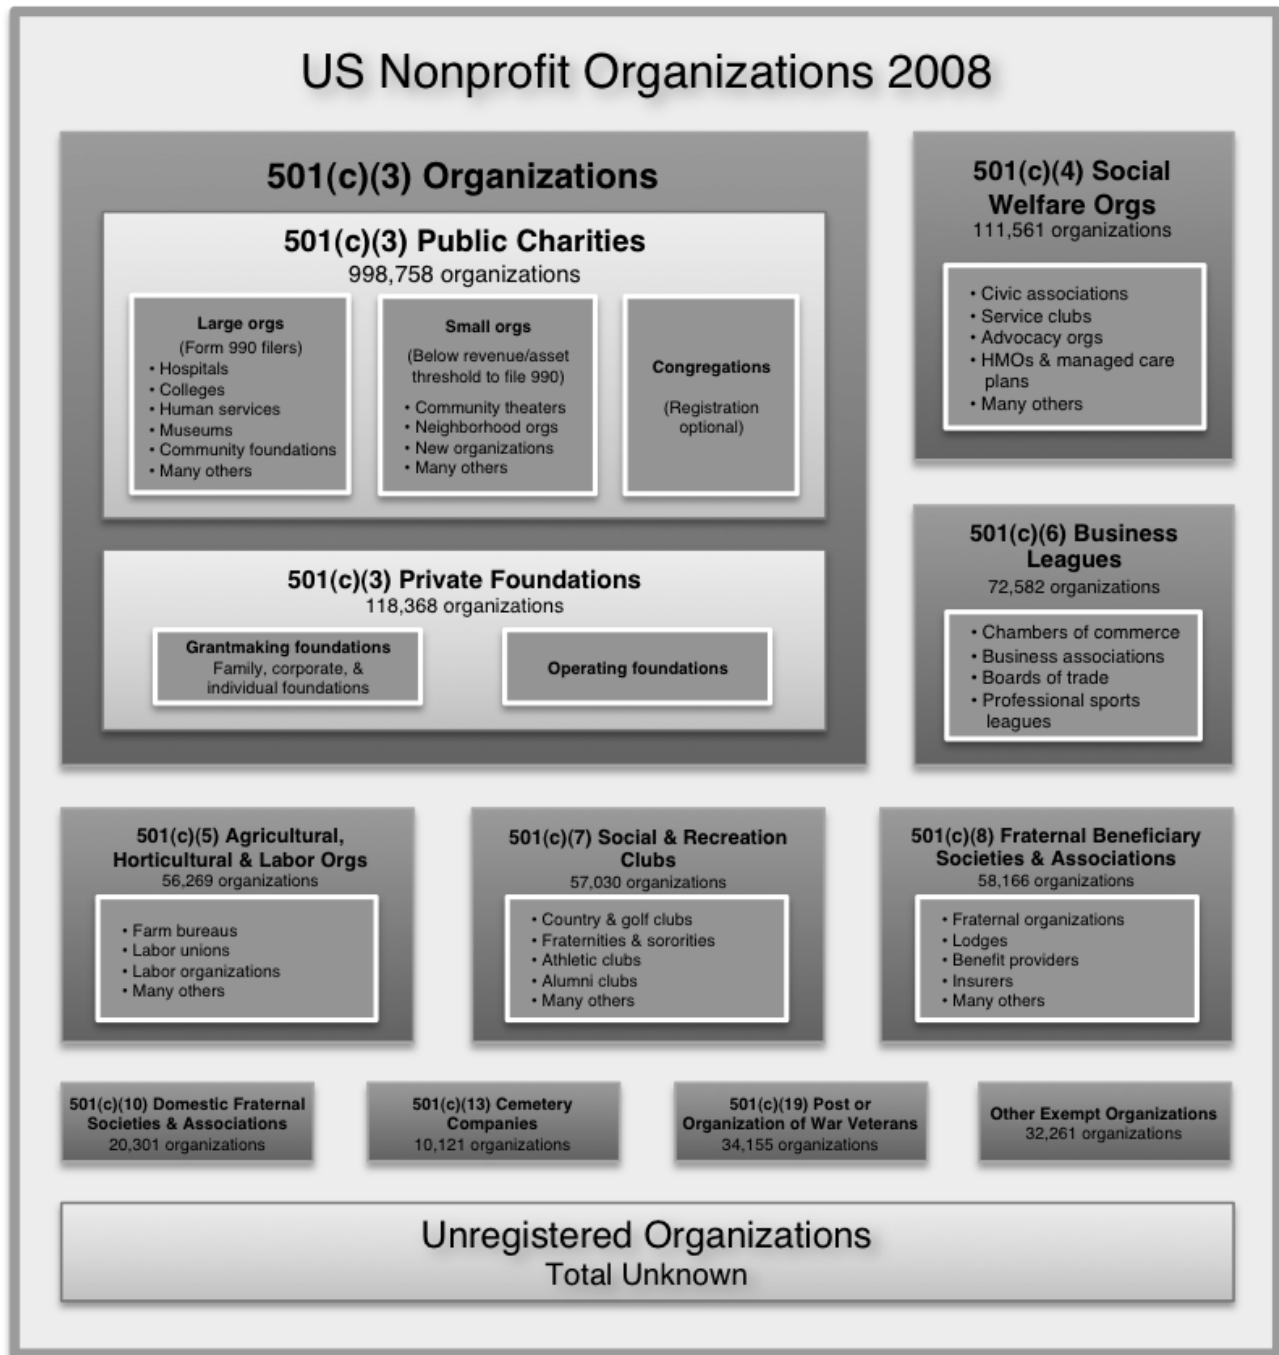 US Nonprofit Organizations 2008
501(c)(3) Organizations
501(c)(3) Public Charities
998,758 organizations
Large orgs
(Form 990 filers)
• Hospitals
• Colleges
• Human services
• Museums
• Community foundations
• Many others
Small orgs
(Below revenue/asset
threshold to file 990)
• Community theaters
• Neighborhood orgs
• New organizations
• Many others
Congregations
(Registration
optional)
501(c)(3) Private Foundations
118,368 organizations
Grantmaking foundations
Family, corporate, &
individual foundations
Operating foundations
501(c)(4) Social
Welfare Orgs
111,561 organizations
• Civic associations
• Service clubs
• Advocacy orgs
• HMOs & managed care
plans
• Many others
501(c)(6) Business
Leagues
72,582 organizations
• Chambers of commerce
• Business associations
• Boards of trade
• Professional sports
leagues
501(c)(5) Agricultural,
Horticultural & Labor Orgs
56,269 organizations
• Farm bureaus
• Labor unions
• Labor organizations
• Many others
501(c)(7) Social & Recreation
Clubs
57,030 organizations
• Country & golf clubs
• Fraternities & sororities
• Athletic clubs
• Alumni clubs
• Many others
501(c)(8) Fraternal Beneficiary
Societies & Associations
58,166 organizations
• Fraternal organizations
• Lodges
• Benefit providers
• Insurers
• Many others
501(c)(10) Domestic Fraternal
Societies & Associations
20,301 organizations
501(c)(13) Cemetery
Companies
10,121 organizations
501(c)(19) Post or
Organization of War Veterans
34,155 organizations
Other Exempt Organizations
32,261 organizations
Unregistered Organizations
Total Unknown